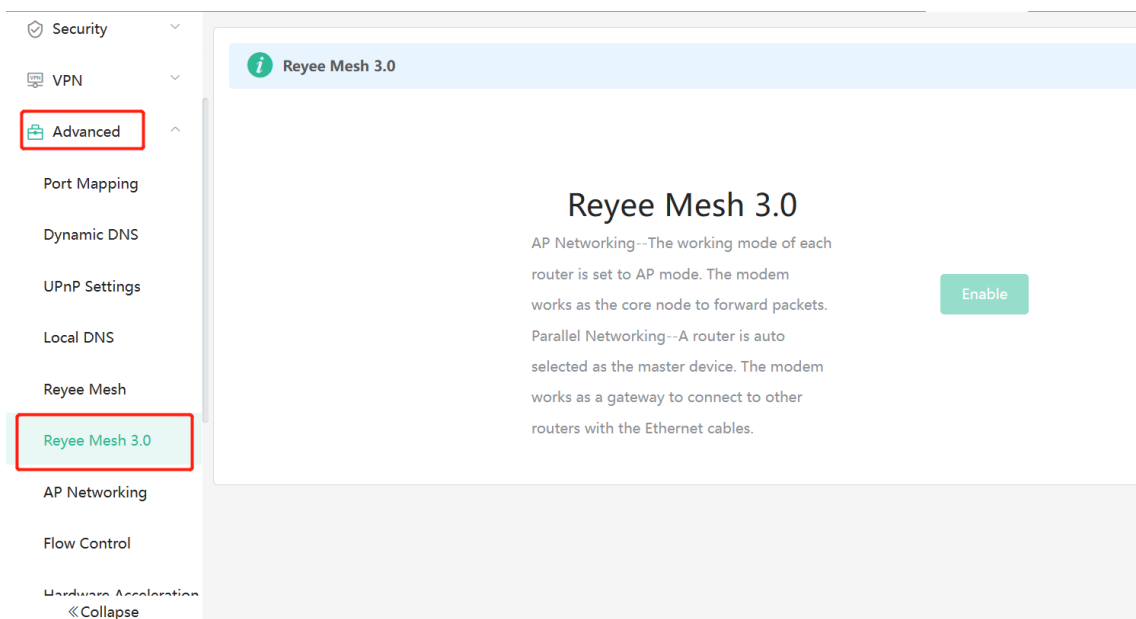 Security
VPN
Advanced
Port Mapping
Dynamic DNS
UPnP Settings
Local DNS
Reyee Mesh
Reyee Mesh 3.0
AP Networking
Flow Control
Hardware Acceleration
«Collapse
Reyee Mesh 3.0
Reyee Mesh 3.0
AP Networking--The working mode of each
router is set to AP mode. The modem
works as the core node to forward packets.
Parallel Networking--A router is auto
selected as the master device. The modem
works as a gateway to connect to other
routers with the Ethernet cables.
Enable